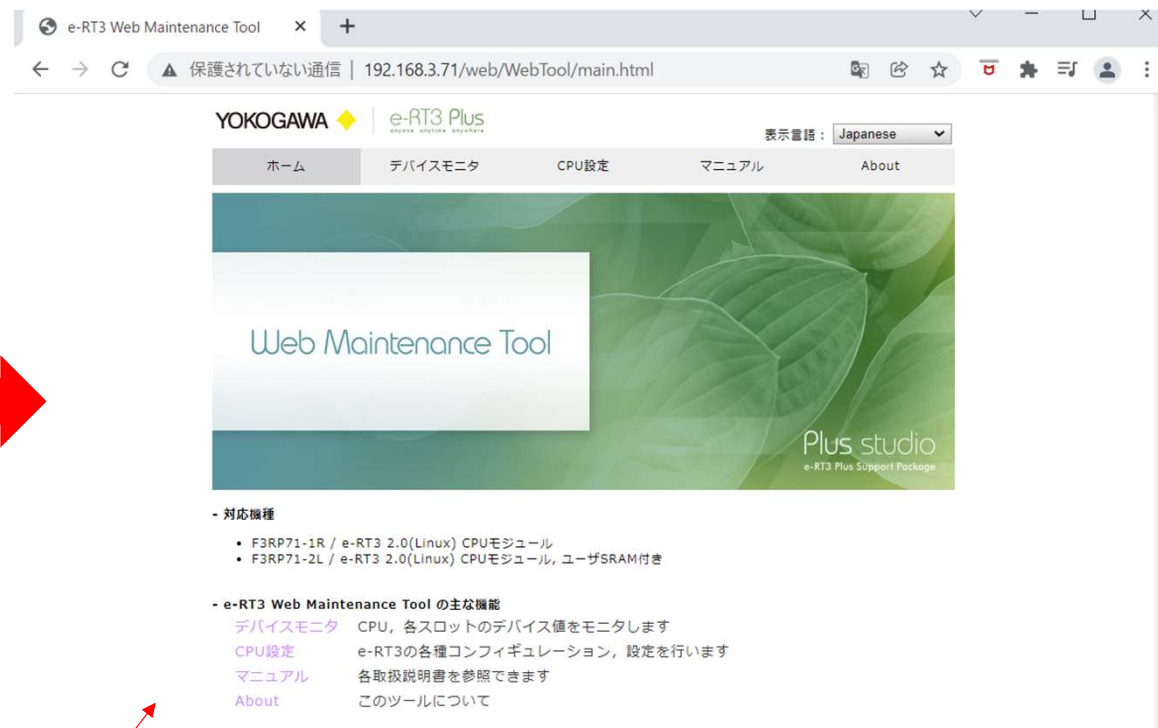 e-RT3 Web Maintenance Tool
保護されていない通信 | 192.168.3.71/web/WebTool/main.html
YOKOGAWA e-RT3 Plus
anyone anytime anywhere
表示言語： Japanese
ホーム デバイスモニタ CPU設定 マニュアル About
Web Maintenance Tool
Plus studio
e-RT3 Plus Support Package
- 対応機種
• F3RP71-1R / e-RT3 2.0(Linux) CPUモジュール
• F3RP71-2L / e-RT3 2.0(Linux) CPUモジュール, ユーザSRAM付き
- e-RT3 Web Maintenance Tool の主な機能
デバイスモニタ CPU，各スロットのデバイス値をモニタします
CPU設定 e-RT3の各種コンフィギュレーション，設定を行います
マニュアル 各取扱説明書を参照できます
About このツールについて